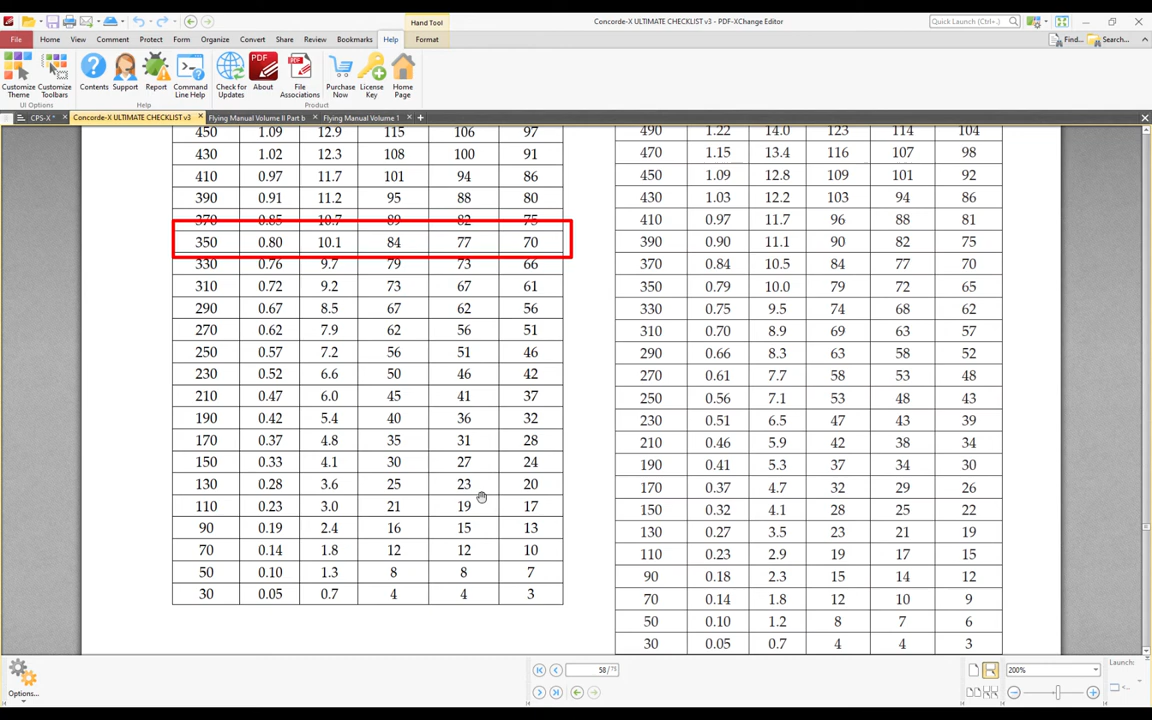 Hand Tool
Concorde-X ULTIMATE CHECKLIST v3 - PDF-XChange Editor
Quick Launch (Ctrl+.)
File Home View Comment Protect Form Organize Convert Share Review Bookmarks Help Format
Find... Search...
Customize Theme
Customize Toolbars
Contents
Support
Report
Command Line Help
Check for Updates
PDF
About
File Associations
Purchase Now
License Key
Home Page
UI Options
Help
Product
CPS-X *
Concorde-X ULTIMATE CHECKLIST v3
Flying Manual Volume II Part b
Flying Manual Volume 1
450 1.09 12.9 115 106 97
430 1.02 12.3 108 100 91
410 0.97 11.7 101 94 86
390 0.91 11.2 95 88 80
370 0.85 10.7 89 82 75
350 0.80 10.1 84 77 70
330 0.76 9.7 79 73 66
310 0.72 9.2 73 67 61
290 0.67 8.5 67 62 56
270 0.62 7.9 62 56 51
250 0.57 7.2 56 51 46
230 0.52 6.6 50 46 42
210 0.47 6.0 45 41 37
190 0.42 5.4 40 36 32
170 0.37 4.8 35 31 28
150 0.33 4.1 30 27 24
130 0.28 3.6 25 23 20
110 0.23 3.0 21 19 17
90 0.19 2.4 16 15 13
70 0.14 1.8 12 12 10
50 0.10 1.3 8 8 7
30 0.05 0.7 4 4 3
490 1.22 14.0 123 114 104
470 1.15 13.4 116 107 98
450 1.09 12.8 109 101 92
430 1.03 12.2 103 94 86
410 0.97 11.7 96 88 81
390 0.90 11.1 90 82 75
370 0.84 10.5 84 77 70
350 0.79 10.0 79 72 65
330 0.75 9.5 74 68 62
310 0.70 8.9 69 63 57
290 0.66 8.3 63 58 52
270 0.61 7.7 58 53 48
250 0.56 7.1 53 48 43
230 0.51 6.5 47 43 39
210 0.46 5.9 42 38 34
190 0.41 5.3 37 34 30
170 0.37 4.7 32 29 26
150 0.32 4.1 28 25 22
130 0.27 3.5 23 21 19
110 0.23 2.9 19 17 15
90 0.18 2.3 15 14 12
70 0.14 1.8 12 10 9
50 0.10 1.2 8 7 6
30 0.05 0.7 4 4 3
Options...
58 / 75
200%
Launch: